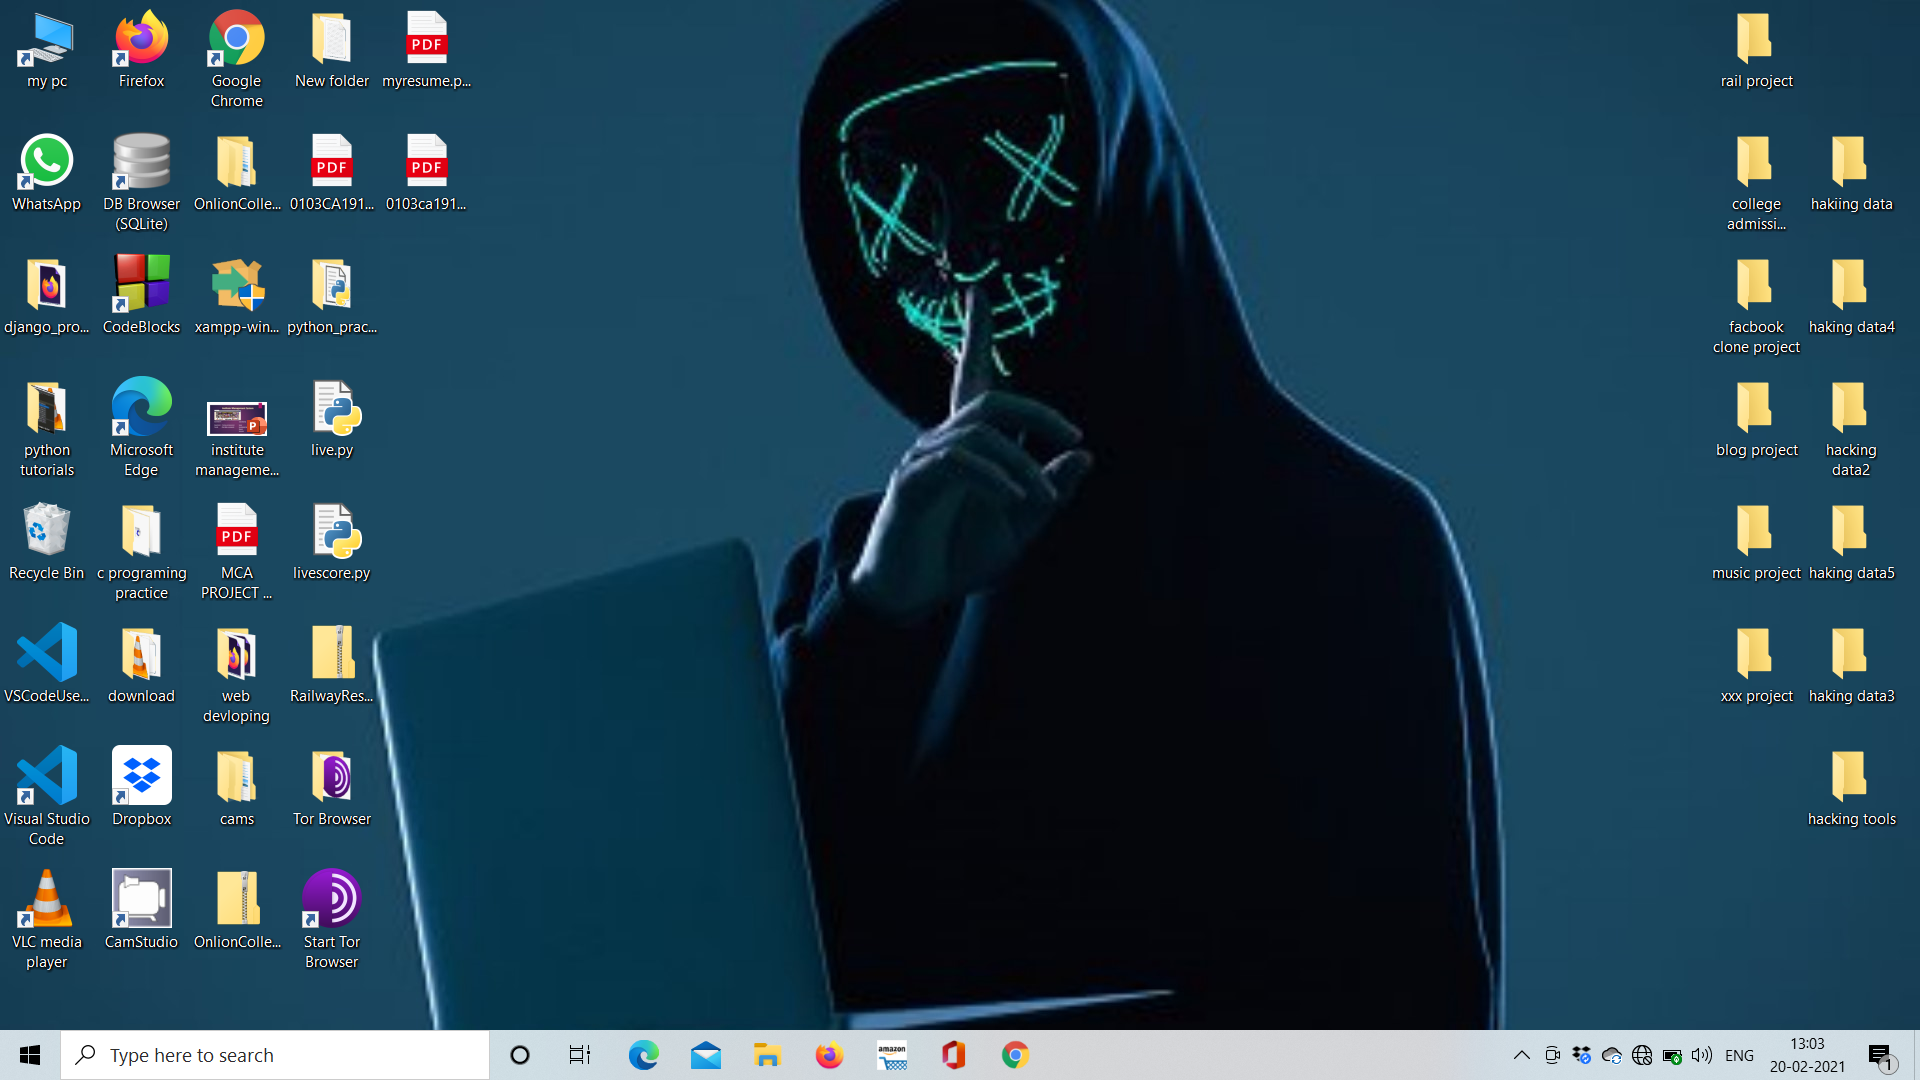 my pc
Firefox
Google
Chrome
New folder
PDF
myresume.p...
rail project
WhatsApp
DB Browser
(SQLite)
OnlionColle...
PDF
0103CA191...
PDF
0103ca191...
college
admissi...
hakiing data
django_pro...
CodeBlocks
xampp-win...
python_prac...
facbook
clone project
haking data4
python
tutorials
Microsoft
Edge
institute
manageme...
live.py
blog project
hacking
data2
Recycle Bin
c programing
practice
PDF
MCA
PROJECT ...
livescore.py
music project
haking data5
VSCodeUse...
download
web
devloping
RailwayRes...
xxx project
haking data3
Visual Studio
Code
Dropbox
cams
Tor Browser
hacking tools
VLC media
player
CamStudio
OnlionColle...
Start Tor
Browser
Type here to search
amazon
ENG
13:03
20-02-2021
1